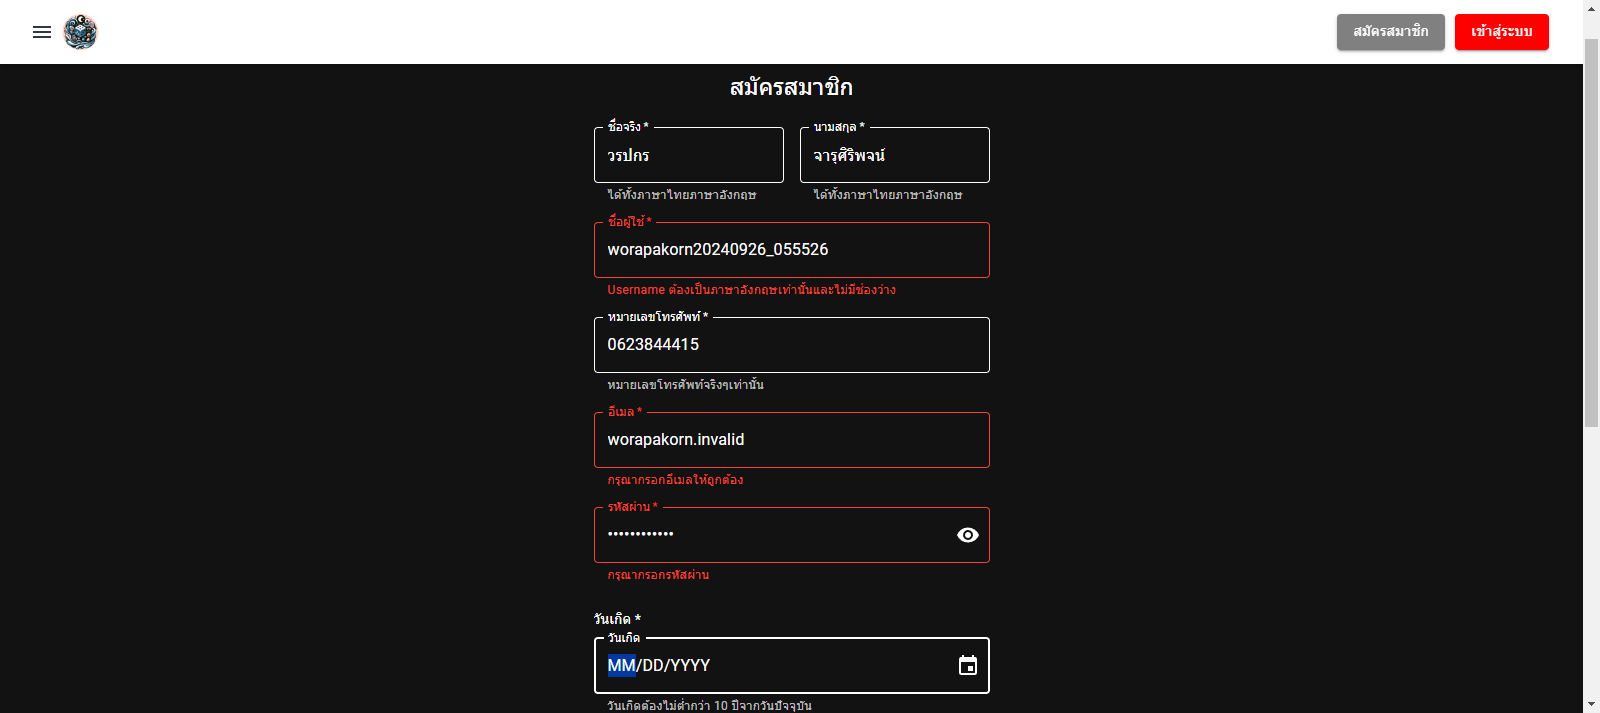 สมัครสมาชิก
เข้าสู่ระบบ
สมัครสมาชิก
ชื่อจริง *
นามสกุล *
วรปกร
จารุศิริพจน์
ได้ทั้งภาษาไทยภาษาอังกฤษ
ได้ทั้งภาษาไทยภาษาอังกฤษ
ชื่อผู้ใช้ *
worapakorn20240926_055526
Username ต้องเป็นภาษาอังกฤษเท่านั้นและไม่มีช่องว่าง
หมายเลขโทรศัพท์ *
0623844415
หมายเลขโทรศัพท์จริงๆเท่านั้น
อีเมล *
worapakorn.invalid
กรุณากรอกอีเมลให้ถูกต้อง
รหัสผ่าน *
••••••••••••
กรุณากรอกรหัสผ่าน
วันเกิด *
วันเกิด
MM/DD/YYYY
วันเกิดต้องไม่ต่ำกว่า 10 ปีจากวันปัจจุบัน